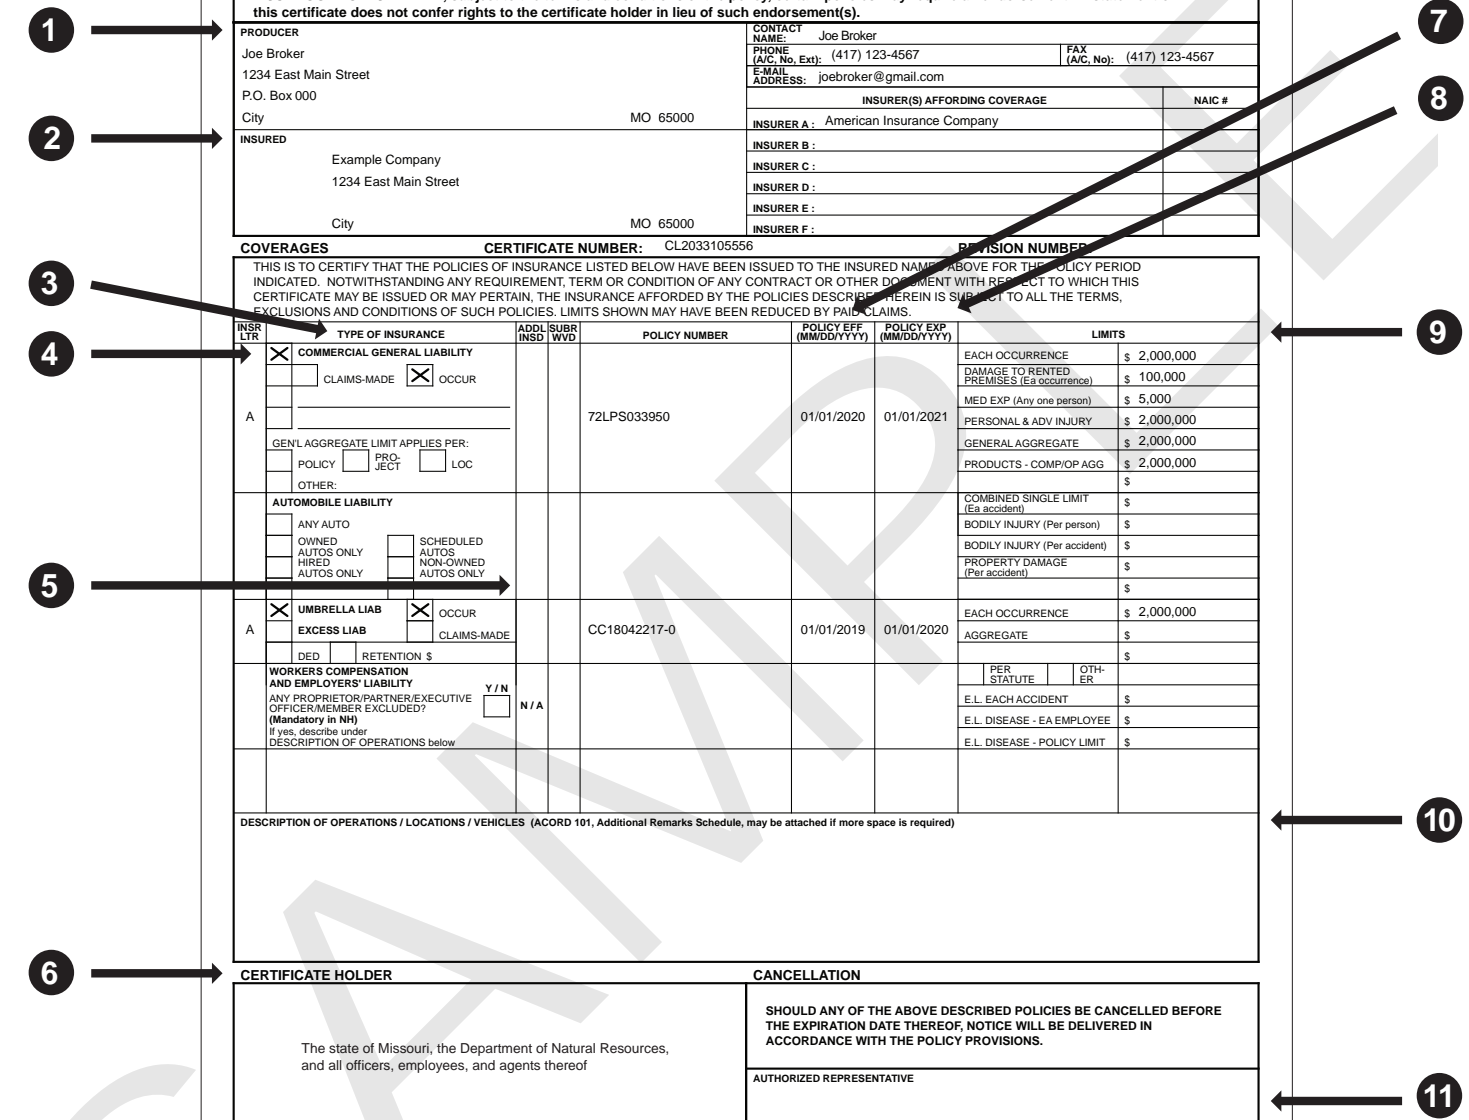 this certificate does not confer rights to the certificate holder in lieu of such endorsement(s).
1
PRODUCER
Joe Broker
1234 East Main Street
P.O. Box 000
City MO 65000
CONTACT NAME: Joe Broker
PHONE (A/C, No, Ext): (417) 123-4567
FAX (A/C, No): (417) 123-4567
E-MAIL ADDRESS: joebroker@gmail.com
INSURER(S) AFFORDING COVERAGE NAIC #
INSURER A : American Insurance Company
INSURER B :
INSURER C :
INSURER D :
INSURER E :
INSURER F :
7
8
2
INSURED
Example Company
1234 East Main Street
City MO 65000
COVERAGES CERTIFICATE NUMBER: CL2033105556 REVISION NUMBER:
3
THIS IS TO CERTIFY THAT THE POLICIES OF INSURANCE LISTED BELOW HAVE BEEN ISSUED TO THE INSURED NAMED ABOVE FOR THE POLICY PERIOD
INDICATED. NOTWITHSTANDING ANY REQUIREMENT, TERM OR CONDITION OF ANY CONTRACT OR OTHER DOCUMENT WITH RESPECT TO WHICH THIS
CERTIFICATE MAY BE ISSUED OR MAY PERTAIN, THE INSURANCE AFFORDED BY THE POLICIES DESCRIBED HEREIN IS SUBJECT TO ALL THE TERMS,
EXCLUSIONS AND CONDITIONS OF SUCH POLICIES. LIMITS SHOWN MAY HAVE BEEN REDUCED BY PAID CLAIMS.
INSR LTR TYPE OF INSURANCE ADDL INSD SUBR WVD POLICY NUMBER POLICY EFF (MM/DD/YYYY) POLICY EXP (MM/DD/YYYY) LIMITS
9
4
A
X COMMERCIAL GENERAL LIABILITY
CLAIMS-MADE X OCCUR
GEN'L AGGREGATE LIMIT APPLIES PER:
POLICY PRO-JECT LOC
OTHER:
72LPS033950 01/01/2020 01/01/2021
EACH OCCURRENCE $ 2,000,000
DAMAGE TO RENTED PREMISES (Ea occurrence) $ 100,000
MED EXP (Any one person) $ 5,000
PERSONAL & ADV INJURY $ 2,000,000
GENERAL AGGREGATE $ 2,000,000
PRODUCTS - COMP/OP AGG $ 2,000,000
$
AUTOMOBILE LIABILITY
ANY AUTO
OWNED AUTOS ONLY SCHEDULED AUTOS
HIRED AUTOS ONLY NON-OWNED AUTOS ONLY
COMBINED SINGLE LIMIT (Ea accident) $
BODILY INJURY (Per person) $
BODILY INJURY (Per accident) $
PROPERTY DAMAGE (Per accident) $
$
5
A
X UMBRELLA LIAB X OCCUR
EXCESS LIAB CLAIMS-MADE
DED RETENTION $
CC18042217-0 01/01/2019 01/01/2020
EACH OCCURRENCE $ 2,000,000
AGGREGATE $
$
WORKERS COMPENSATION
AND EMPLOYERS' LIABILITY
Y / N
ANY PROPRIETOR/PARTNER/EXECUTIVE
OFFICER/MEMBER EXCLUDED?
(Mandatory in NH)
If yes, describe under
DESCRIPTION OF OPERATIONS below
N / A
PER STATUTE OTH-ER
E.L. EACH ACCIDENT $
E.L. DISEASE - EA EMPLOYEE $
E.L. DISEASE - POLICY LIMIT $
DESCRIPTION OF OPERATIONS / LOCATIONS / VEHICLES (ACORD 101, Additional Remarks Schedule, may be attached if more space is required)
10
6
CERTIFICATE HOLDER
The state of Missouri, the Department of Natural Resources,
and all officers, employees, and agents thereof
CANCELLATION
SHOULD ANY OF THE ABOVE DESCRIBED POLICIES BE CANCELLED BEFORE
THE EXPIRATION DATE THEREOF, NOTICE WILL BE DELIVERED IN
ACCORDANCE WITH THE POLICY PROVISIONS.
AUTHORIZED REPRESENTATIVE
11
SAMPLE